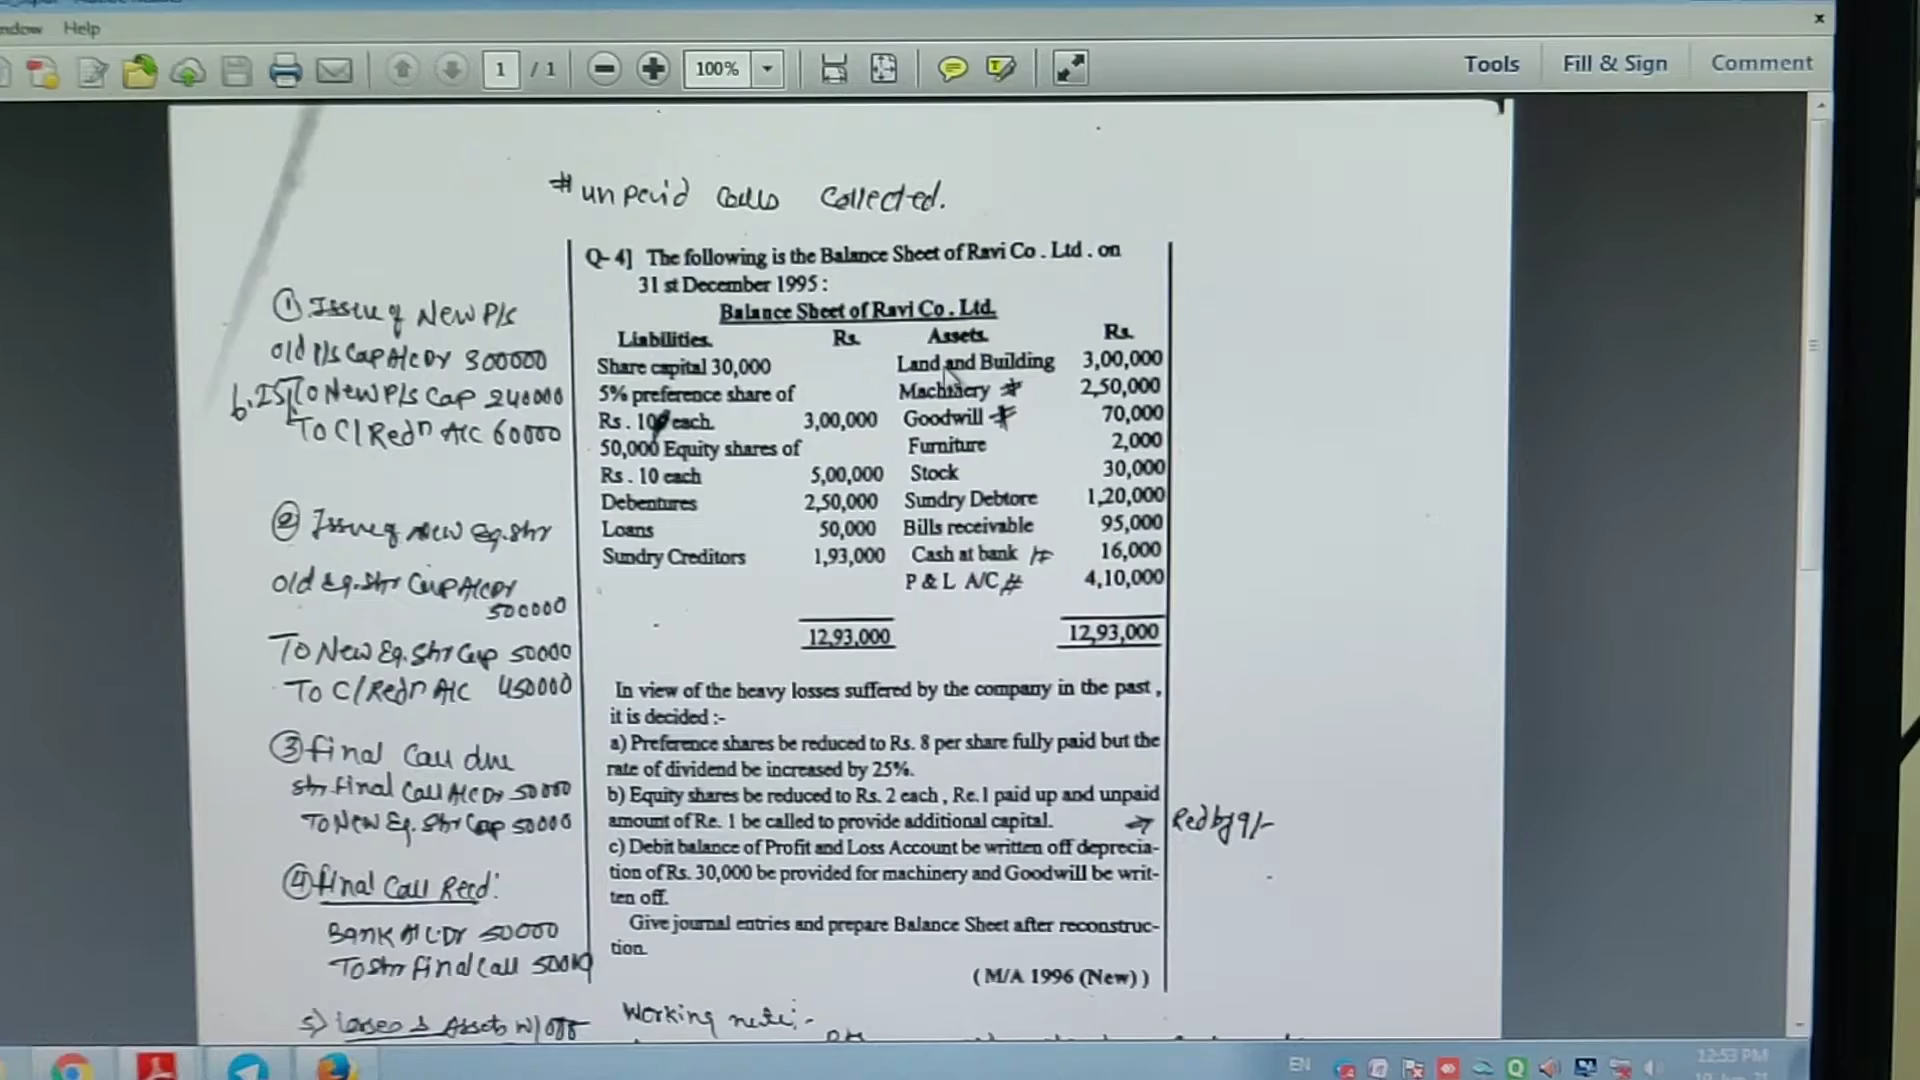 Help
1 / 1
100%
Tools
Fill & Sign
Comment
# unpaid calls collected.
Q-4] The following is the Balance Sheet of Ravi Co . Ltd . on
31 st December 1995 :
Balance Sheet of Ravi Co . Ltd.
Liabilities. Rs. Assets. Rs.
Share capital 30,000 Land and Building 3,00,000
5% preference share of Machinery # 2,50,000
Rs . 10 each. 3,00,000 Goodwill # 70,000
50,000 Equity shares of Furniture 2,000
Rs . 10 each 5,00,000 Stock 30,000
Debentures 2,50,000 Sundry Debtore 1,20,000
Loans 50,000 Bills receivable 95,000
Sundry Creditors 1,93,000 Cash at bank # 16,000
P & L A/C # 4,10,000
12,93,000 12,93,000
In view of the heavy losses suffered by the company in the past ,
it is decided :-
a) Preference shares be reduced to Rs. 8 per share fully paid but the
rate of dividend be increased by 25%.
b) Equity shares be reduced to Rs. 2 each , Re. 1 paid up and unpaid
amount of Re. 1 be called to provide additional capital.
c) Debit balance of Profit and Loss Account be written off deprecia-
tion of Rs. 30,000 be provided for machinery and Goodwill be writ-
ten off.
Give journal entries and prepare Balance Sheet after reconstruc-
tion.
( M/A 1996 (New) )
Working note:-
① Issue of New P/s
old P/s Cap A/c Dr 300000
6.25% To New P/s. Cap 240000
To C/Redn A/c 60000
② Issue of new Eq. Shr
old Eq. Shr Cap A/c Dr
500000
To New Eq. Shr Cap 50000
To C/Redn A/c 450000
③ final Call due
Shr final Call A/c Dr 50000
To New Eq. Shr Cap 50000
④ final Call Recd:
Bank A/c Dr 50000
To Shr final Call 50000
5) Losses & Assets w/off
→ Red by 9/-
EN
12:53 PM